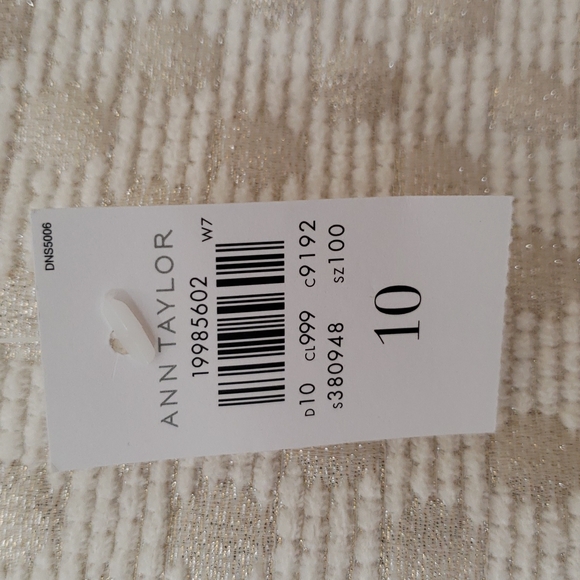 DNS5006
ANN TAYLOR
19985602 W7
D10 CL999 C9192
S380948 SZ100
10